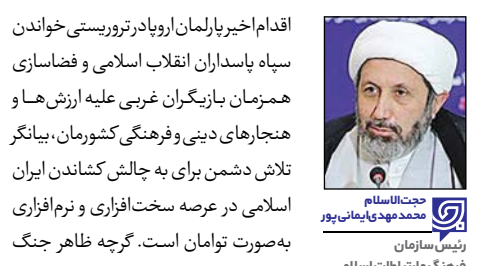 اقدام اخیر پارلمان اروپا در تروریستی خواندن
سپاه پاسداران انقلاب اسلامی و فضاسازی
همزمان بازیگران غربی علیه ارزش‌ها و
هنجارهای دینی و فرهنگی کشورمان، بیانگر
تلاش دشمن برای به چالش کشاندن ایران
اسلامی در عرصه سخت‌افزاری و نرم‌افزاری
به‌صورت توامان است. گرچه ظاهر جنگ
حجت‌الاسلام
محمدمهدی ایمانی‌پور
رئیس سازمان